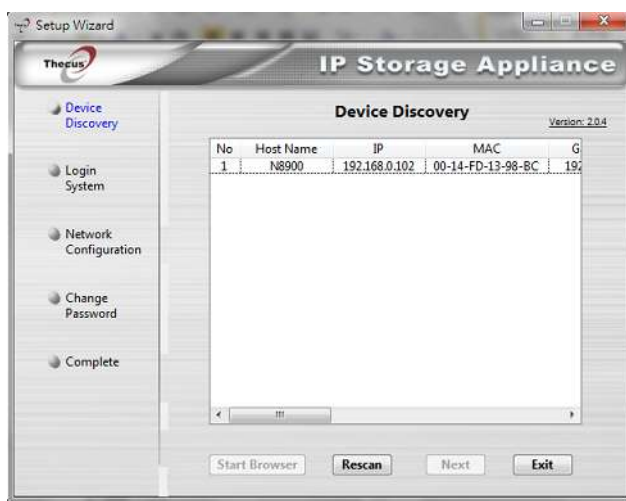 Setup Wizard
Thecus
IP Storage Appliance
Device Discovery
Login System
Network Configuration
Change Password
Complete
Device Discovery
Version: 2.0.4
No Host Name IP MAC G
1 N8900 192.168.0.102 00-14-FD-13-98-BC 192
Start Browser Rescan Next Exit